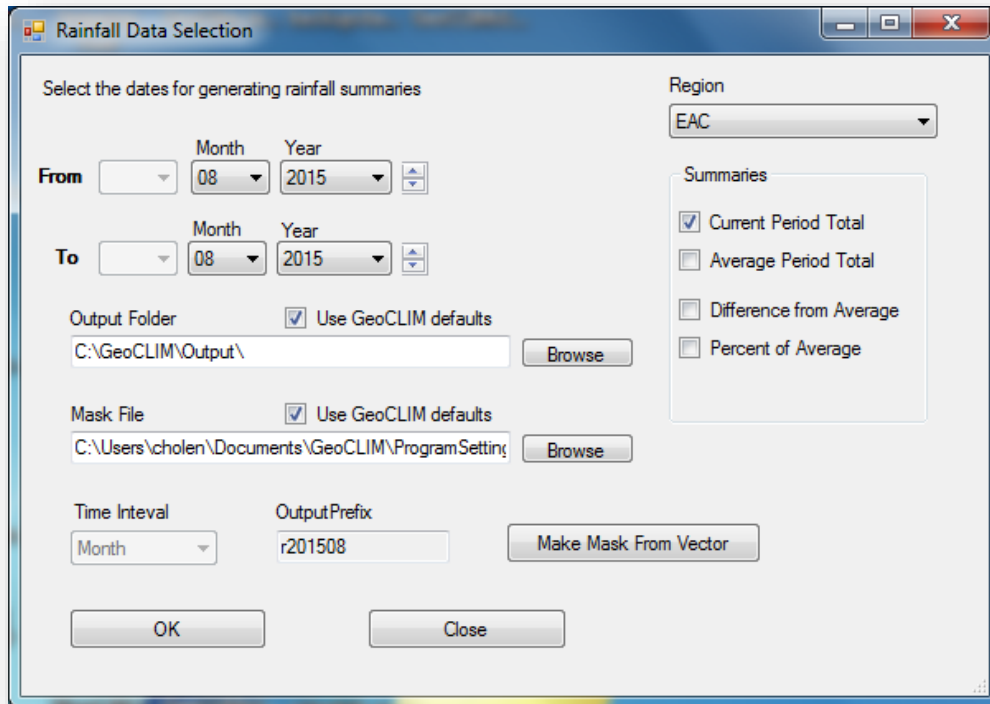 Rainfall Data Selection
Select the dates for generating rainfall summaries
Region
EAC
Month Year
From 08 2015
Month Year
To 08 2015
Summaries
Current Period Total
Average Period Total
Difference from Average
Percent of Average
Output Folder Use GeoCLIM defaults
C:\GeoCLIM\Output\ Browse
Mask File Use GeoCLIM defaults
C:\Users\cholen\Documents\GeoCLIM\ProgramSetting Browse
Time Inteval OutputPrefix
Month r201508 Make Mask From Vector
OK Close